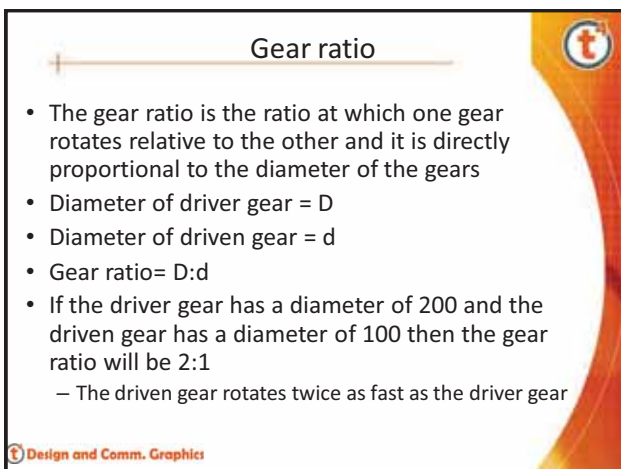 Gear ratio
t4
• The gear ratio is the ratio at which one gear
rotates relative to the other and it is directly
proportional to the diameter of the gears
• Diameter of driver gear = D
• Diameter of driven gear = d
• Gear ratio= D:d
• If the driver gear has a diameter of 200 and the
driven gear has a diameter of 100 then the gear
ratio will be 2:1
– The driven gear rotates twice as fast as the driver gear
t Design and Comm. Graphics